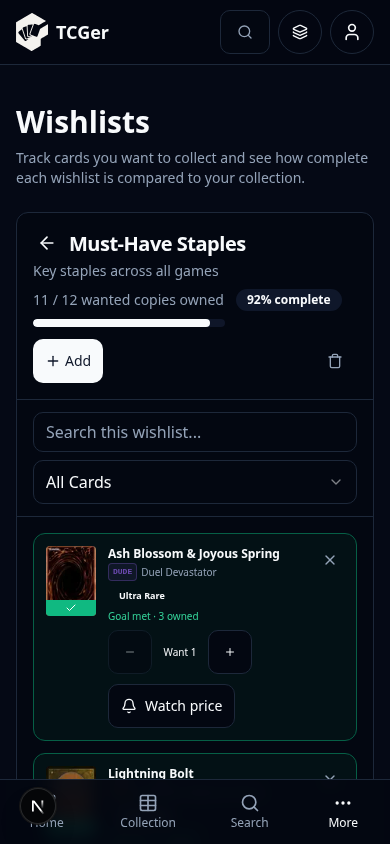 TCGer
Wishlists
Track cards you want to collect and see how complete
each wishlist is compared to your collection.
Must-Have Staples
Key staples across all games
11 / 12 wanted copies owned 92% complete
Add
Search this wishlist...
All Cards
Ash Blossom & Joyous Spring
DUDE Duel Devastator
Ultra Rare
Goal met · 3 owned
Want 1
Watch price
Lightning Bolt
N
Home Collection Search More